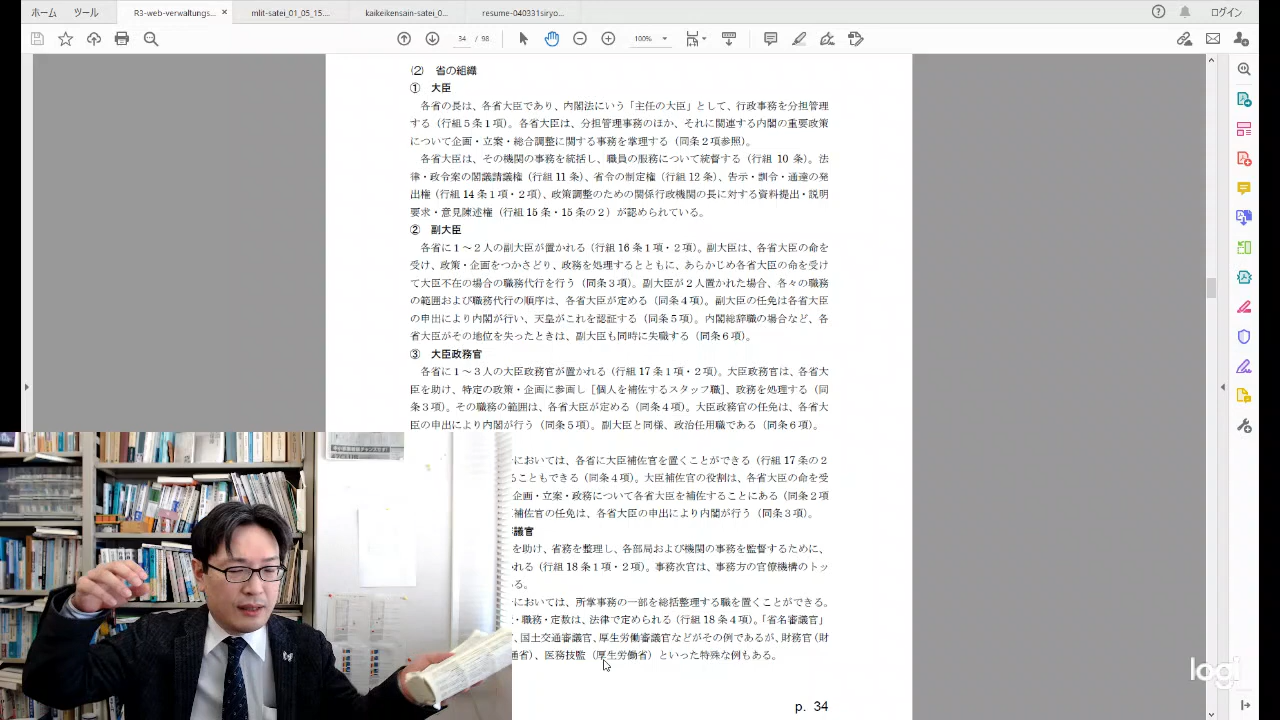 ホーム ツール R3-web-verwaltungs... × mlit-satei_01_05_15... kaikeikensain-satei_0... resume-040331siryo... ログイン
34 / 98 100%
(2) 省の組織
① 大臣
各省の長は、各省大臣であり、内閣法にいう「主任の大臣」として、行政事務を分担管理
する（行組５条１項）。各省大臣は、分担管理事務のほか、それに関連する内閣の重要政策
について企画・立案・総合調整に関する事務を掌理する（同条２項参照）。
各省大臣は、その機関の事務を統括し、職員の服務について統督する（行組 10 条）。法
律・政令案の閣議請議権（行組 11 条）、省令の制定権（行組 12 条）、告示・訓令・通達の発
出権（行組 14 条１項・２項）、政策調整のための関係行政機関の長に対する資料提出・説明
要求・意見陳述権（行組 15 条・15 条の２）が認められている。
② 副大臣
各省に１～２人の副大臣が置かれる（行組 16 条１項・２項）。副大臣は、各省大臣の命を
受け、政策・企画をつかさどり、政務を処理するとともに、あらかじめ各省大臣の命を受け
て大臣不在の場合の職務代行を行う（同条３項）。副大臣が２人置かれた場合、各々の職務
の範囲および職務代行の順序は、各省大臣が定める（同条４項）。副大臣の任免は各省大臣
の申出により内閣が行い、天皇がこれを認証する（同条５項）。内閣総辞職の場合など、各
省大臣がその地位を失ったときは、副大臣も同時に失職する（同条６項）。
③ 大臣政務官
各省に１～３人の大臣政務官が置かれる（行組 17 条１項・２項）。大臣政務官は、各省大
臣を助け、特定の政策・企画に参画し［個人を補佐するスタッフ職］、政務を処理する（同
条３項）。その職務の範囲は、各省大臣が定める（同条４項）。大臣政務官の任免は、各省大
臣の申出により内閣が行う（同条５項）。副大臣と同様、政治任用職である（同条６項）。
においては、各省に大臣補佐官を置くことができる（行組 17 条の２
ることもできる（同条４項）。大臣補佐官の役割は、各省大臣の命を受
企画・立案・政務について各省大臣を補佐することにある（同条２項
補佐官の任免は、各省大臣の申出により内閣が行う（同条３項）。
審議官
を助け、省務を整理し、各部局および機関の事務を監督するために、
れる（行組 18 条１項・２項）。事務次官は、事務方の官僚機構のトッ
る。
においては、所掌事務の一部を総括整理する職を置くことができる。
・職務・定数は、法律で定められる（行組 18 条４項）。「省名審議官」
、国土交通審議官、厚生労働審議官などがその例であるが、財務官（財
通省）、医務技監（厚生労働省）といった特殊な例もある。
p. 34
logi